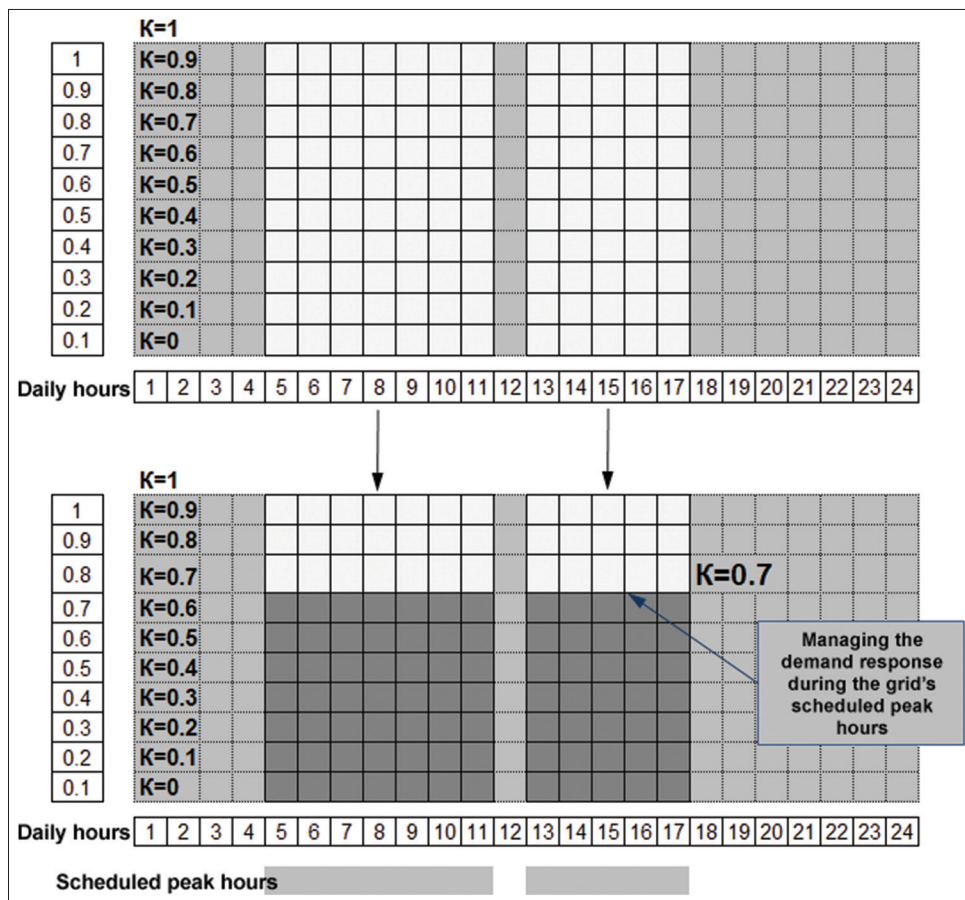 K=1
1 K=0.9
0.9 K=0.8
0.8 K=0.7
0.7 K=0.6
0.6 K=0.5
0.5 K=0.4
0.4 K=0.3
0.3 K=0.2
0.2 K=0.1
0.1 K=0
Daily hours 1 2 3 4 5 6 7 8 9 10 11 12 13 14 15 16 17 18 19 20 21 22 23 24
K=1
1 K=0.9
0.9 K=0.8
0.8 K=0.7 K=0.7
0.7 K=0.6
0.6 K=0.5
0.5 K=0.4
0.4 K=0.3
0.3 K=0.2
0.2 K=0.1
0.1 K=0
Managing the
demand response
during the grid's
scheduled peak
hours
Daily hours 1 2 3 4 5 6 7 8 9 10 11 12 13 14 15 16 17 18 19 20 21 22 23 24
Scheduled peak hours